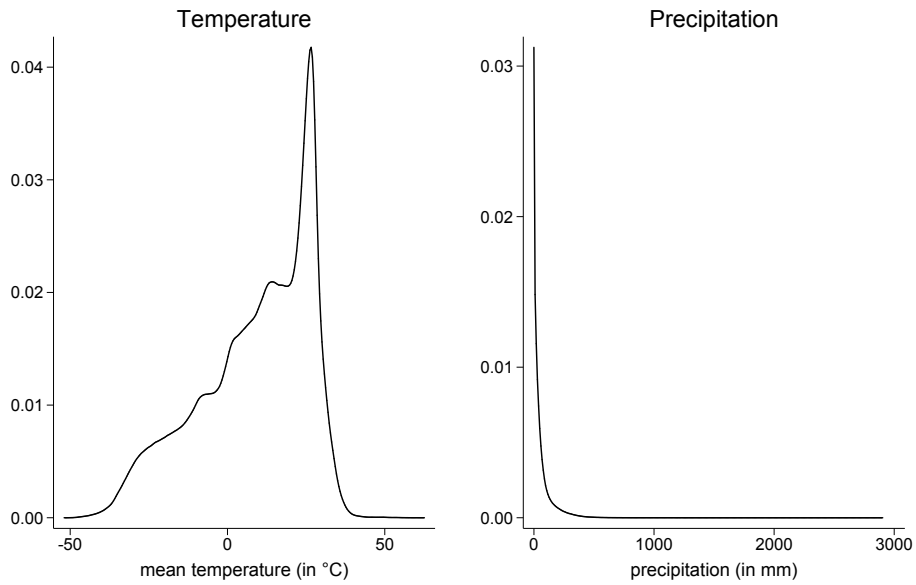 Temperature
0.04
0.03
0.02
0.01
0.00
-50 0 50
mean temperature (in °C)
Precipitation
0.03
0.02
0.01
0.00
0 1000 2000 3000
precipitation (in mm)